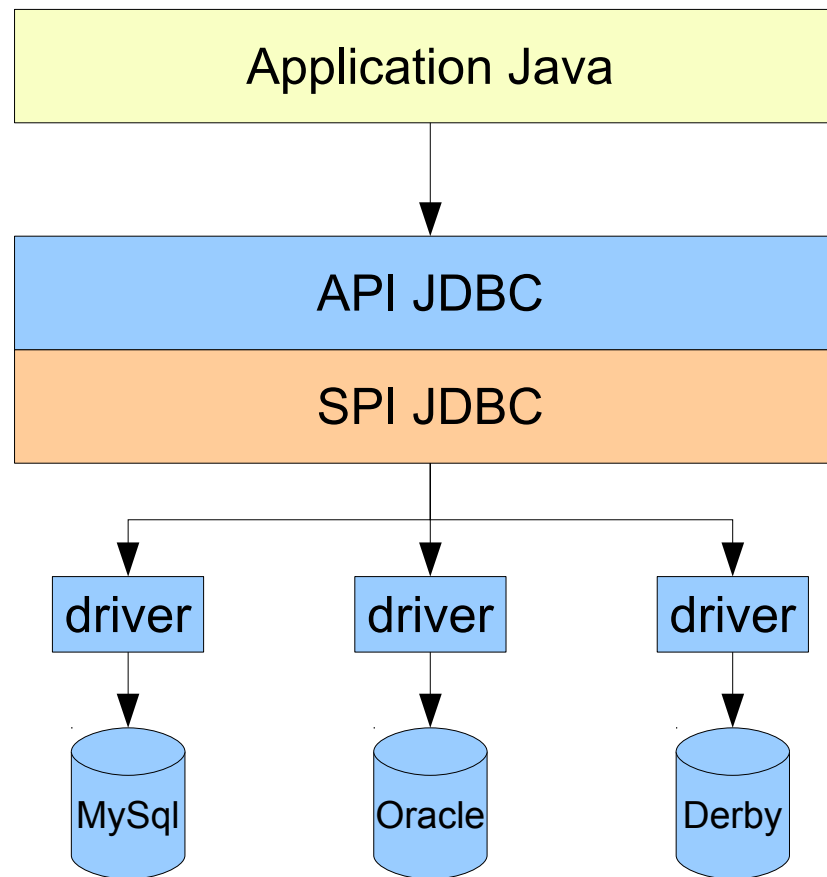 Application Java
API JDBC
SPI JDBC
driver
driver
driver
MySql
Oracle
Derby